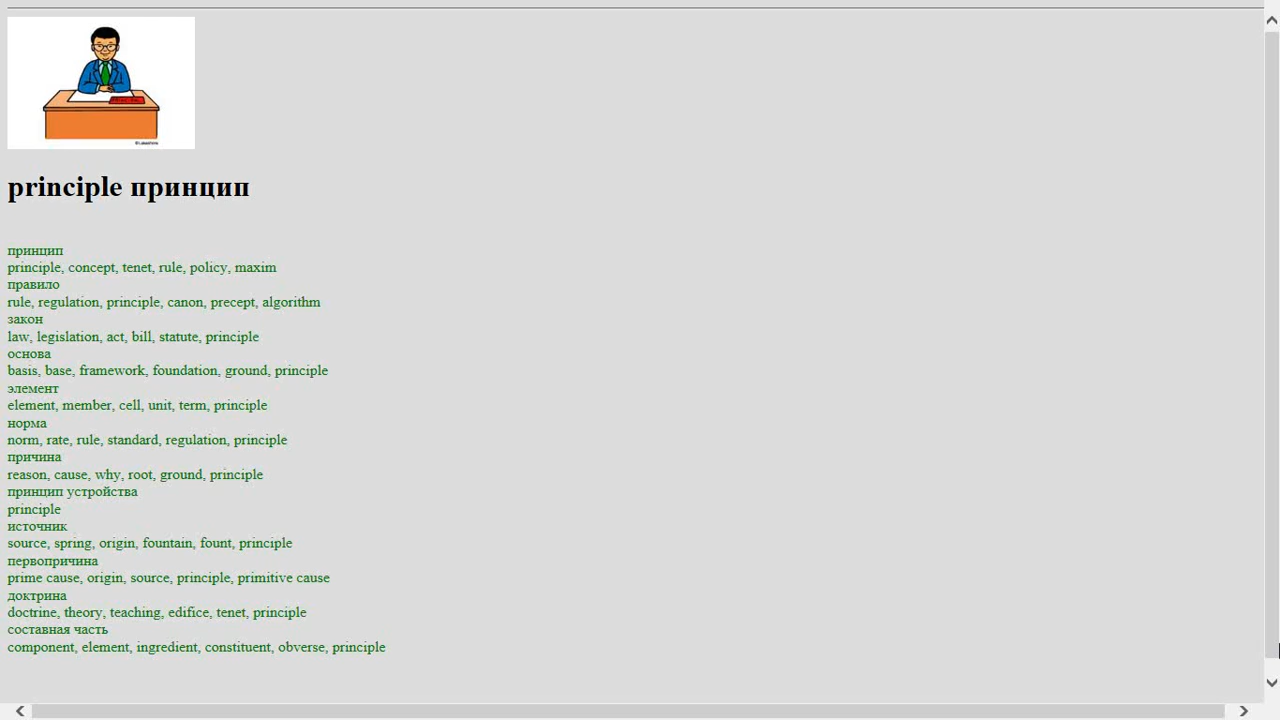 principle принцип
принцип
principle, concept, tenet, rule, policy, maxim
правило
rule, regulation, principle, canon, precept, algorithm
закон
law, legislation, act, bill, statute, principle
основа
basis, base, framework, foundation, ground, principle
элемент
element, member, cell, unit, term, principle
норма
norm, rate, rule, standard, regulation, principle
причина
reason, cause, why, root, ground, principle
принцип устройства
principle
источник
source, spring, origin, fountain, fount, principle
первопричина
prime cause, origin, source, principle, primitive cause
доктрина
doctrine, theory, teaching, edifice, tenet, principle
составная часть
component, element, ingredient, constituent, obverse, principle